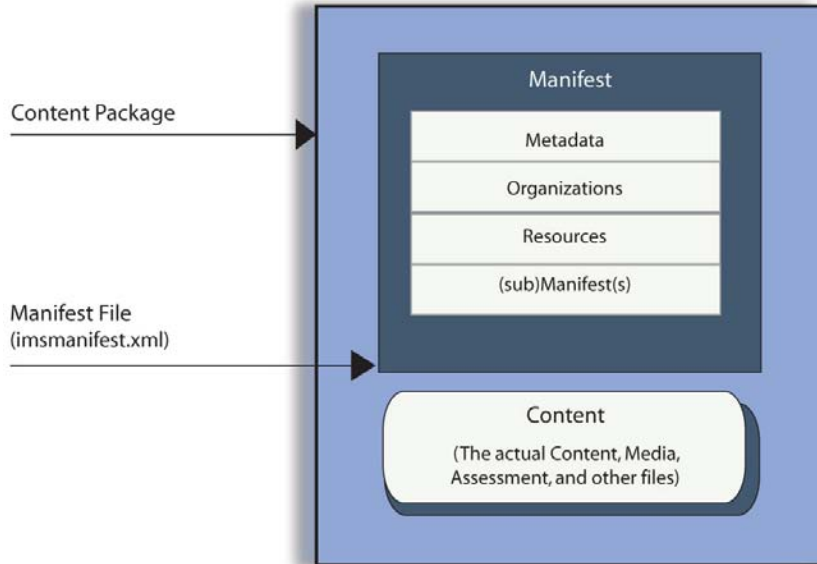 Content Package
Manifest
Metadata
Organizations
Resources
(sub)Manifest(s)
Manifest File
(imsmanifest.xml)
Content
(The actual Content, Media,
Assessment, and other files)